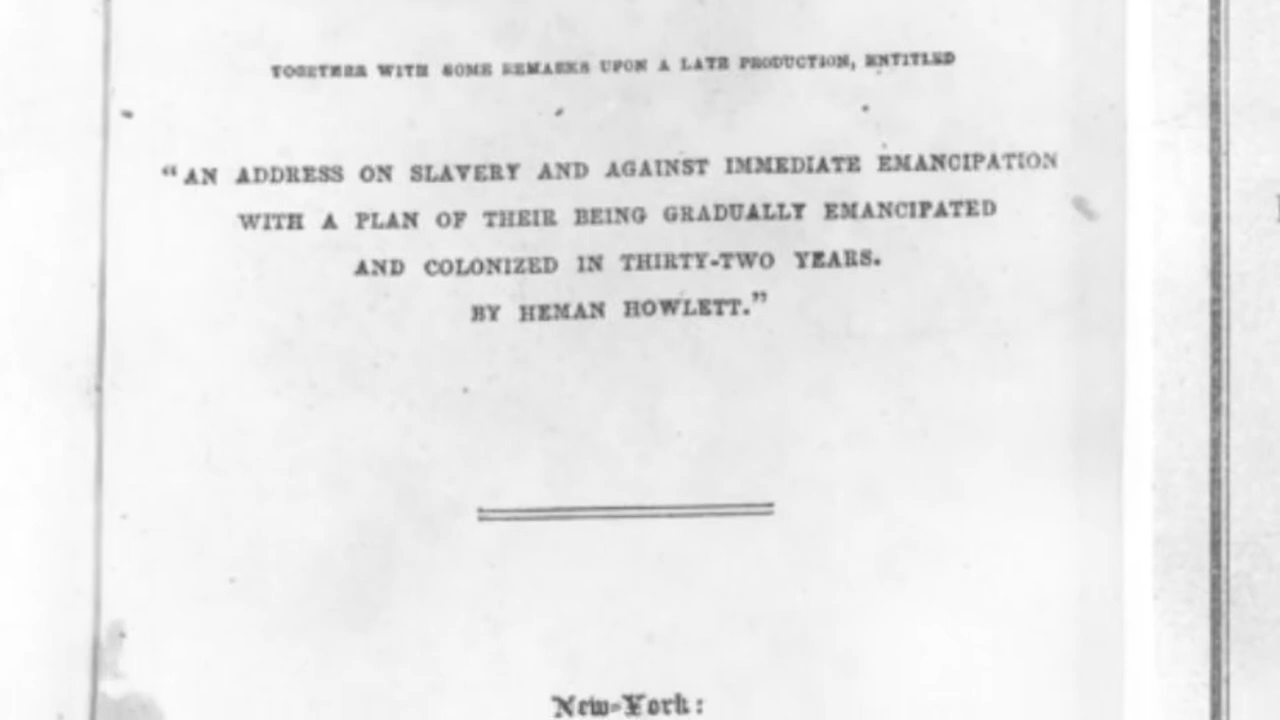 TOGETHER WITH SOME REMARKS UPON A LATE PRODUCTION, ENTITLED
“AN ADDRESS ON SLAVERY AND AGAINST IMMEDIATE EMANCIPATION
WITH A PLAN OF THEIR BEING GRADUALLY EMANCIPATED
AND COLONIZED IN THIRTY-TWO YEARS.
BY HEMAN HOWLETT.”
New-York: